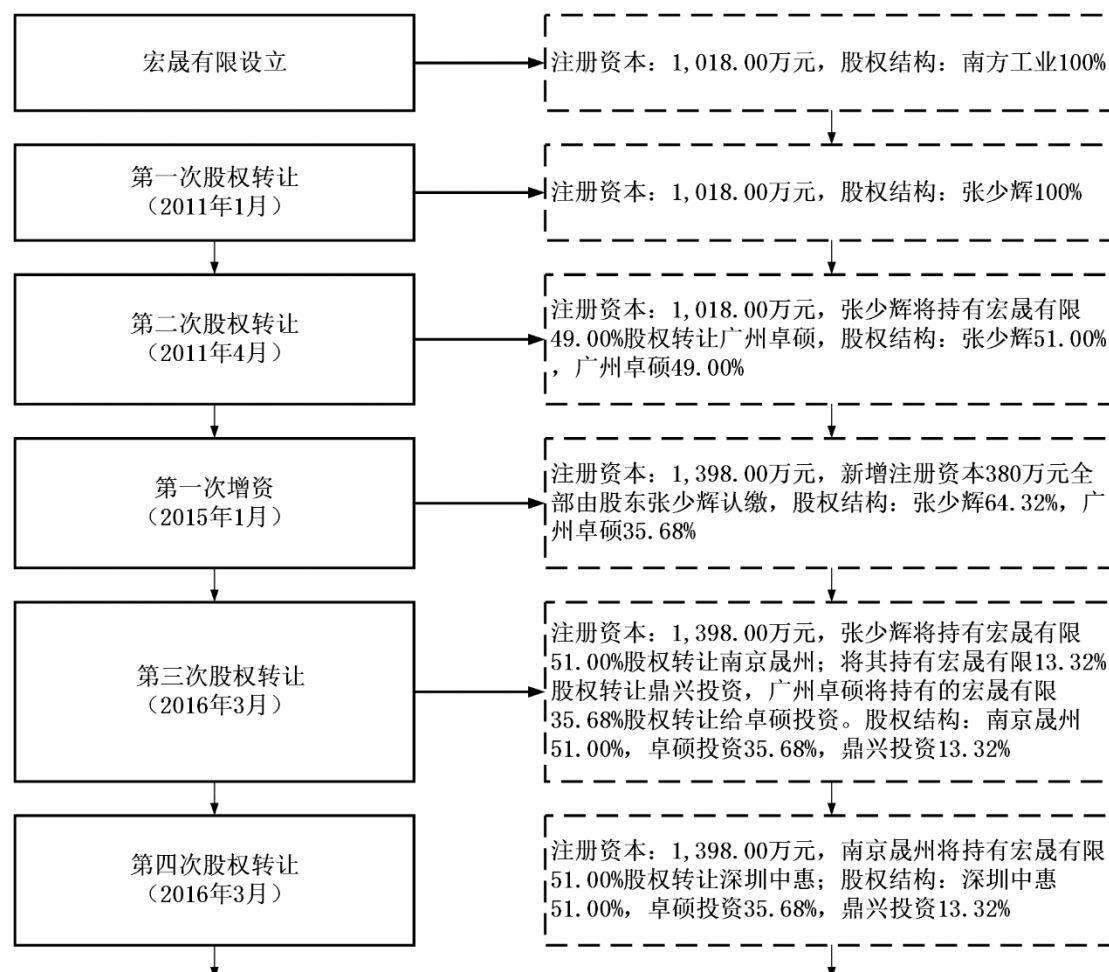 宏晟有限设立
注册资本：1,018.00万元，股权结构：南方工业100%
第一次股权转让
（2011年1月）
注册资本：1,018.00万元，股权结构：张少辉100%
第二次股权转让
（2011年4月）
注册资本：1,018.00万元，张少辉将持有宏晟有限
49.00%股权转让广州卓硕，股权结构：张少辉51.00%
，广州卓硕49.00%
第一次增资
（2015年1月）
注册资本：1,398.00万元，新增注册资本380万元全
部由股东张少辉认缴，股权结构：张少辉64.32%，广
州卓硕35.68%
第三次股权转让
（2016年3月）
注册资本：1,398.00万元，张少辉将持有宏晟有限
51.00%股权转让南京晟州；将其持有宏晟有限13.32%
股权转让鼎兴投资，广州卓硕将持有的宏晟有限
35.68%股权转让给卓硕投资。股权结构：南京晟州
51.00%，卓硕投资35.68%，鼎兴投资13.32%
第四次股权转让
（2016年3月）
注册资本：1,398.00万元，南京晟州将持有宏晟有限
51.00%股权转让深圳中惠；股权结构：深圳中惠
51.00%，卓硕投资35.68%，鼎兴投资13.32%